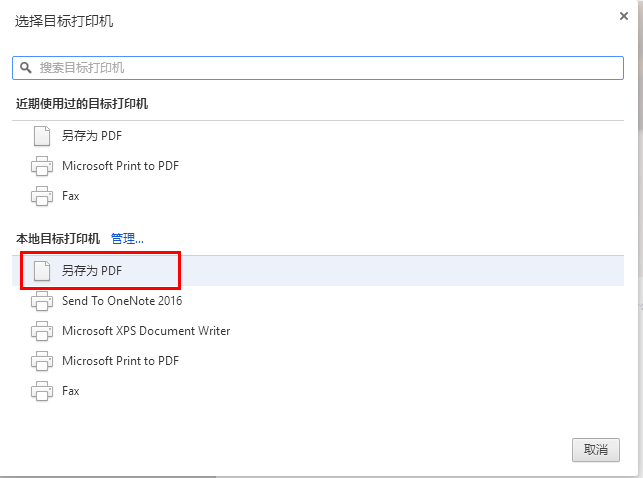 选择目标打印机
搜索目标打印机
近期使用过的目标打印机
另存为 PDF
Microsoft Print to PDF
Fax
本地目标打印机 管理...
另存为 PDF
Send To OneNote 2016
Microsoft XPS Document Writer
Microsoft Print to PDF
Fax
取消